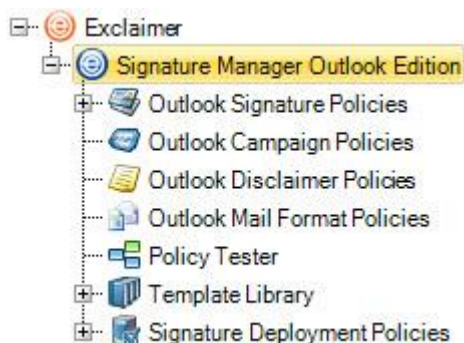 Exclaimer
Signature Manager Outlook Edition
Outlook Signature Policies
Outlook Campaign Policies
Outlook Disclaimer Policies
Outlook Mail Format Policies
Policy Tester
Template Library
Signature Deployment Policies